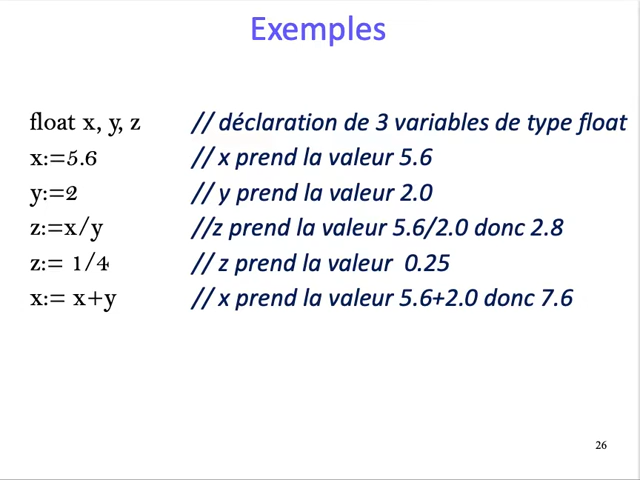 Exemples
float x, y, z // déclaration de 3 variables de type float
x:=5.6 // x prend la valeur 5.6
y:=2 // y prend la valeur 2.0
z:=x/y //z prend la valeur 5.6/2.0 donc 2.8
z:= 1/4 // z prend la valeur 0.25
x:= x+y // x prend la valeur 5.6+2.0 donc 7.6
26